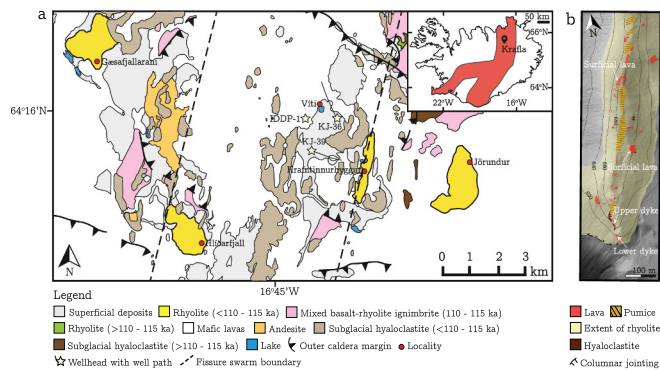 a
b
50 km
66°N
Krafla
64°N
22°W
16°W
N
Gæsafjallarani
64°16'N
Víti
IDDP-1
KJ-36
KJ-39
Hrafntinnuhryggur
Jörundur
Hlíðarfjall
N
0 1 2 3
km
16°45'W
Surficial lava
Surficial lava
Upper dyke
Lower dyke
100 m
Legend
Superficial deposits
Rhyolite (<110 - 115 ka)
Mixed basalt-rhyolite ignimbrite (110 - 115 ka)
Rhyolite (>110 - 115 ka)
Mafic lavas
Andesite
Subglacial hyaloclastite (<110 - 115 ka)
Subglacial hyaloclastite (>110 - 115 ka)
Lake
Outer caldera margin
Locality
Wellhead with well path
Fissure swarm boundary
Lava
Pumice
Extent of rhyolite
Hyaloclastite
Columnar jointing